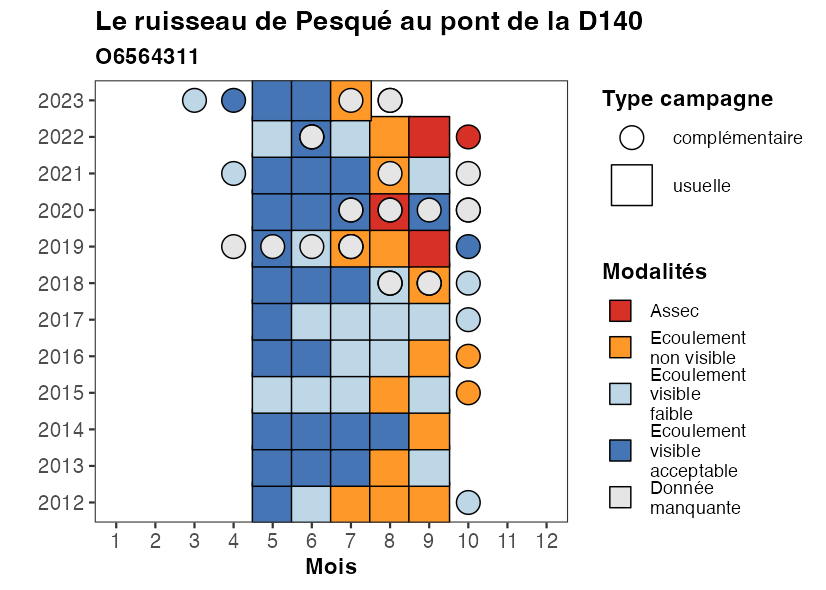 Le ruisseau de Pesqué au pont de la D140
O6564311
2023
2022
2021
2020
2019
2018
2017
2016
2015
2014
2013
2012
1 2 3 4 5 6 7 8 9 10 11 12
Mois
Type campagne
complémentaire
usuelle
Modalités
Assec
Ecoulement
non visible
Ecoulement
visible
faible
Ecoulement
visible
acceptable
Donnée
manquante